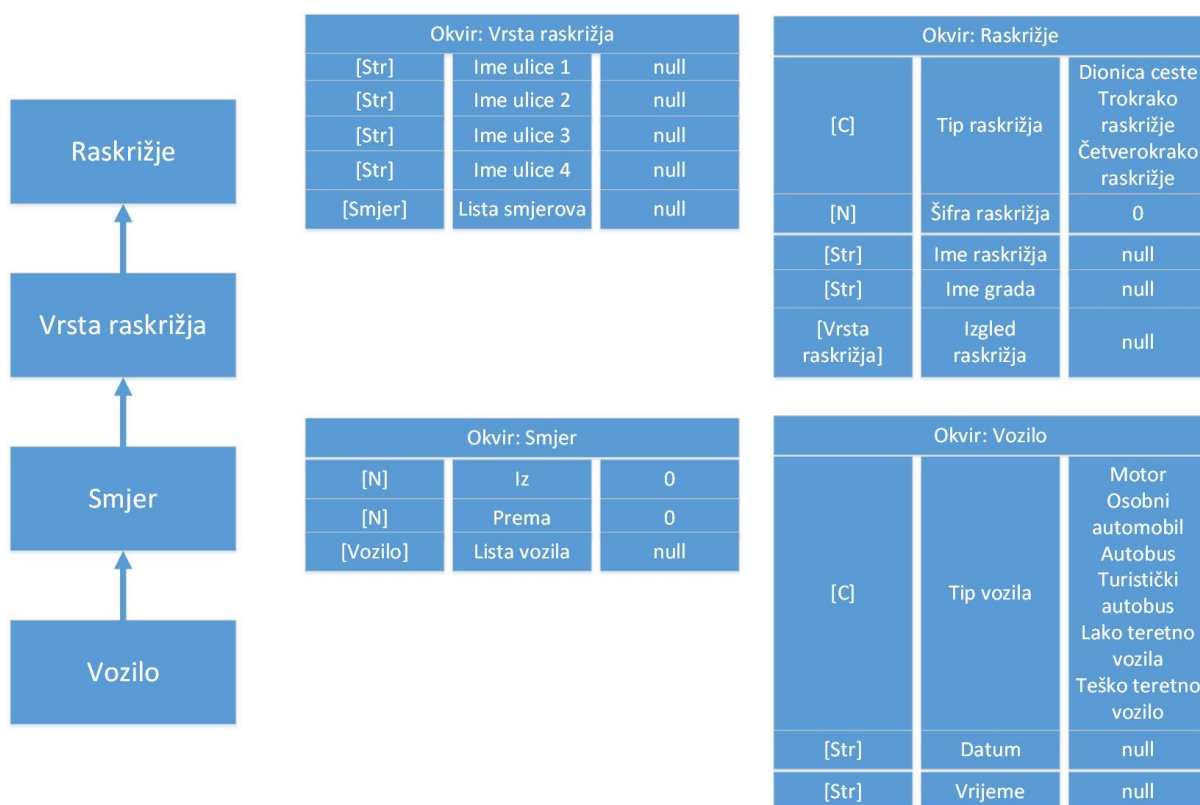 Raskrižje
Vrsta raskrižja
Smjer
Vozilo
Okvir: Vrsta raskrižja
[Str] Ime ulice 1 null
[Str] Ime ulice 2 null
[Str] Ime ulice 3 null
[Str] Ime ulice 4 null
[Smjer] Lista smjerova null
Okvir: Raskrižje
[C] Tip raskrižja
Dionica ceste
Trokrako
raskrižje
Četverokrako
raskrižje
[N] Šifra raskrižja 0
[Str] Ime raskrižja null
[Str] Ime grada null
[Vrsta
raskrižja]
Izgled
raskrižja
null
Okvir: Smjer
[N] Iz 0
[N] Prema 0
[Vozilo] Lista vozila null
Okvir: Vozilo
[C] Tip vozila
Motor
Osobni
automobil
Autobus
Turistički
autobus
Lako teretno
vozila
Teško teretno
vozilo
[Str] Datum null
[Str] Vrijeme null